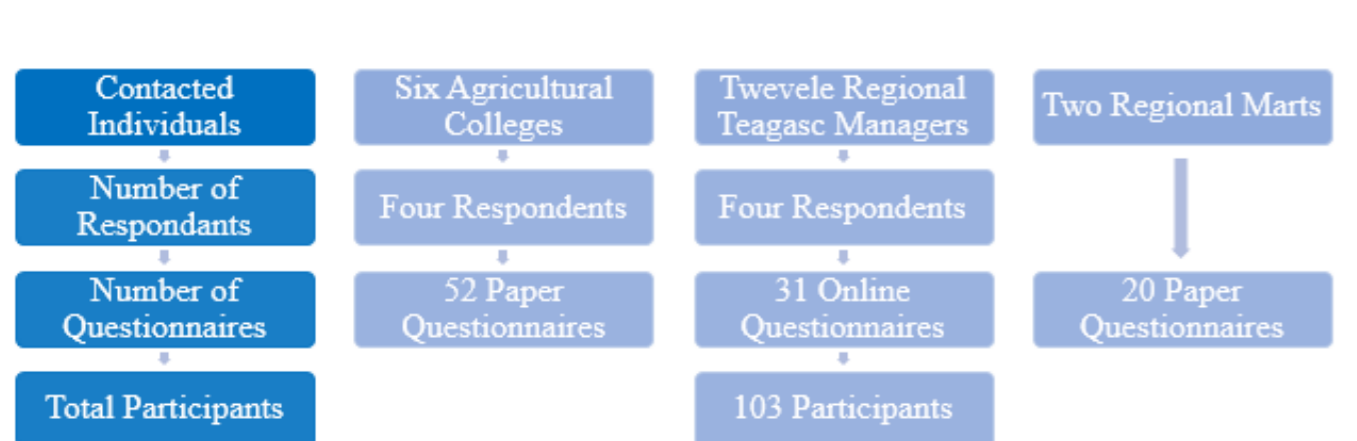 Contacted
Individuals
Six Agricultural
Colleges
Twevele Regional
Teagasc Managers
Two Regional Marts
Number of
Respondants
Four Respondents
Four Respondents
Number of
Questionnaires
52 Paper
Questionnaires
31 Online
Questionnaires
20 Paper
Questionnaires
Total Participants
103 Participants